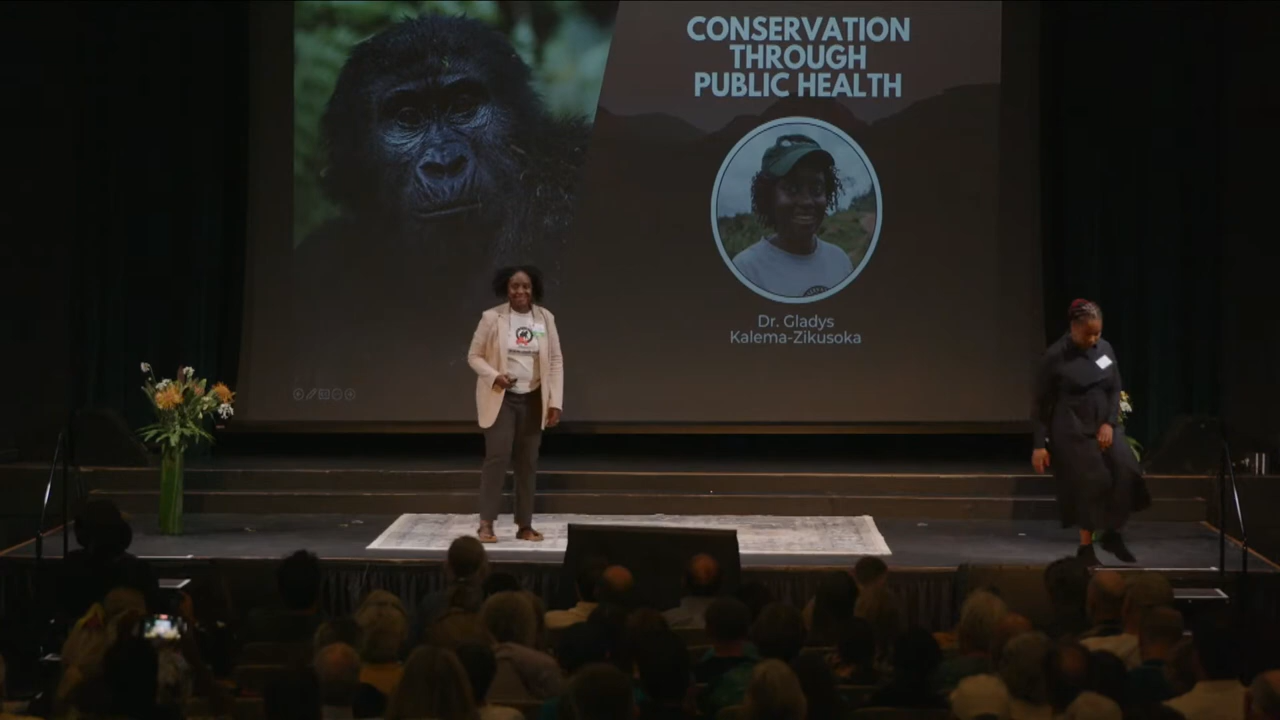 CONSERVATION
THROUGH
PUBLIC HEALTH
Dr. Gladys
Kalema-Zikusoka